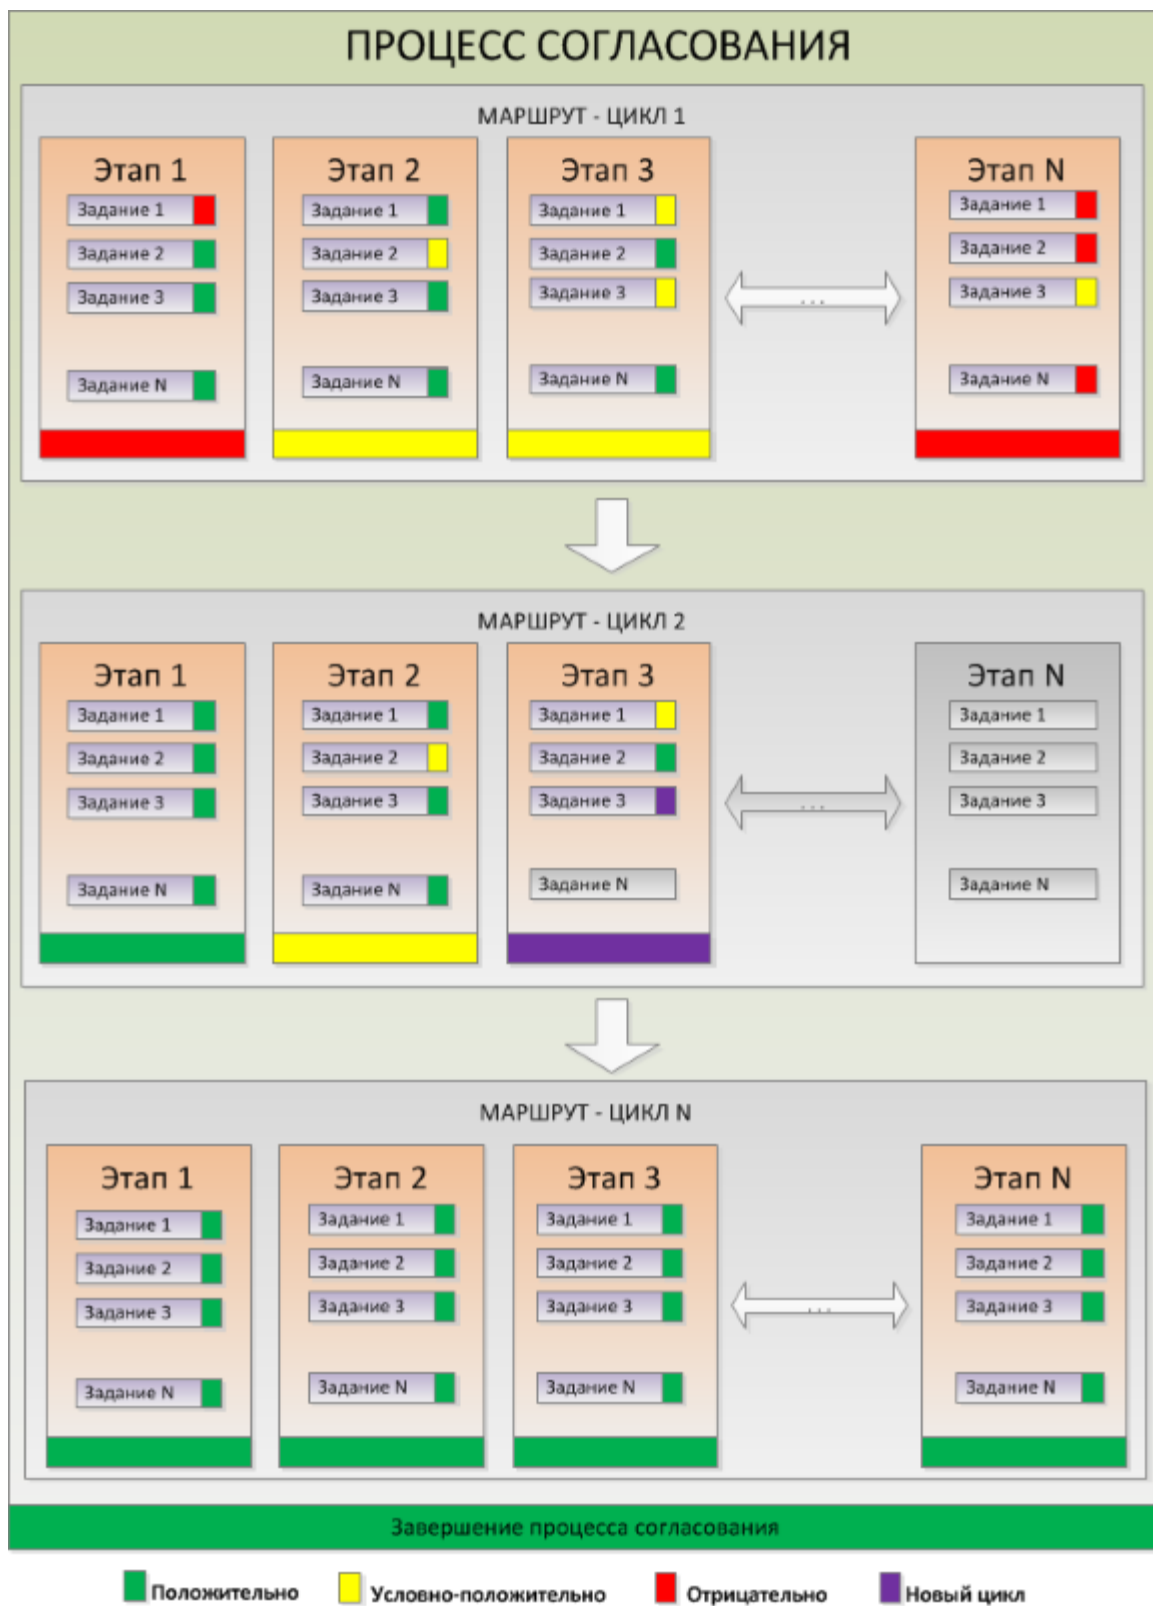 ПРОЦЕСС СОГЛАСОВАНИЯ
МАРШРУТ - ЦИКЛ 1
Этап 1
Задание 1
Задание 2
Задание 3
Задание N
Этап 2
Задание 1
Задание 2
Задание 3
Задание N
Этап 3
Задание 1
Задание 2
Задание 3
Задание N
...
Этап N
Задание 1
Задание 2
Задание 3
Задание N
МАРШРУТ - ЦИКЛ 2
Этап 1
Задание 1
Задание 2
Задание 3
Задание N
Этап 2
Задание 1
Задание 2
Задание 3
Задание N
Этап 3
Задание 1
Задание 2
Задание 3
Задание N
...
Этап N
Задание 1
Задание 2
Задание 3
Задание N
МАРШРУТ - ЦИКЛ N
Этап 1
Задание 1
Задание 2
Задание 3
Задание N
Этап 2
Задание 1
Задание 2
Задание 3
Задание N
Этап 3
Задание 1
Задание 2
Задание 3
Задание N
...
Этап N
Задание 1
Задание 2
Задание 3
Задание N
Завершение процесса согласования
Положительно
Условно-положительно
Отрицательно
Новый цикл